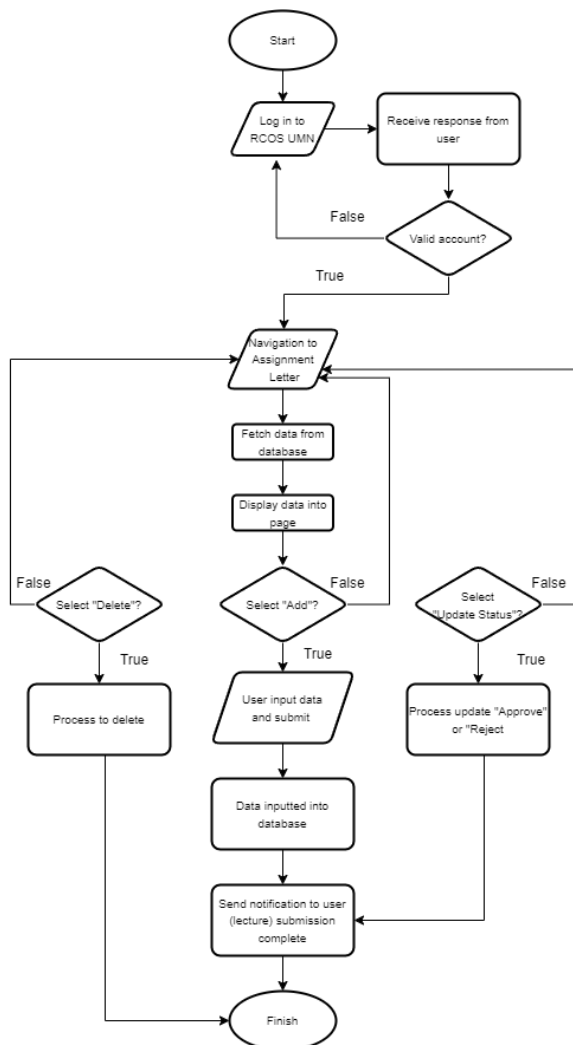 Start
Log in to
RCOS UMN
Receive response from
user
False
Valid account?
True
Navigation to
Assignment
Letter
Fetch data from
database
Display data into
page
False
Select "Delete"?
True
Select "Add"?
False
True
Select
"Update Status"?
False
True
Process to delete
User input data
and submit
Process update "Approve"
or "Reject
Data inputted into
database
Send notification to user
(lecture) submission
complete
Finish